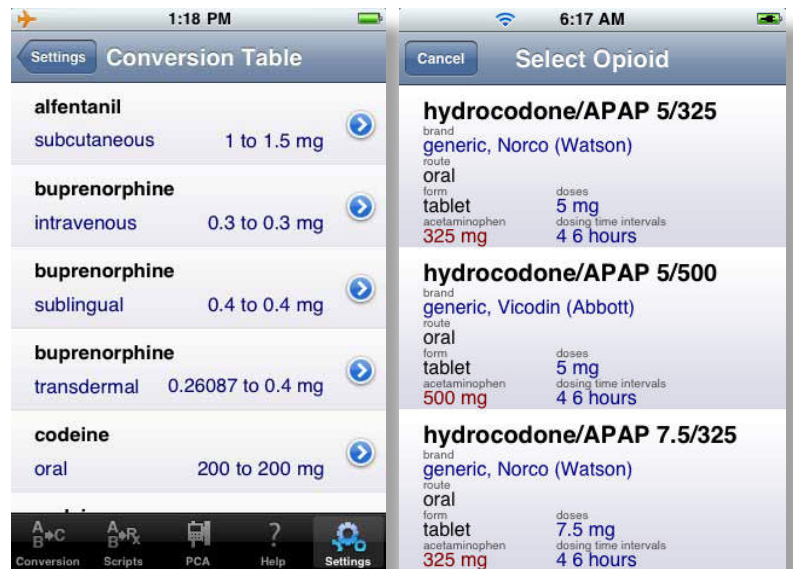 1:18 PM
Settings
Conversion Table
alfentanil
subcutaneous 1 to 1.5 mg
buprenorphine
intravenous 0.3 to 0.3 mg
buprenorphine
sublingual 0.4 to 0.4 mg
buprenorphine
transdermal 0.26087 to 0.4 mg
codeine
oral 200 to 200 mg
A
B C
A
B Rx
?
Conversion Scripts PCA Help Settings
6:17 AM
Cancel
Select Opioid
hydrocodone/APAP 5/325
brand
generic, Norco (Watson)
route
oral
form doses
tablet 5 mg
acetaminophen dosing time intervals
325 mg 4 6 hours
hydrocodone/APAP 5/500
brand
generic, Vicodin (Abbott)
route
oral
form doses
tablet 5 mg
acetaminophen dosing time intervals
500 mg 4 6 hours
hydrocodone/APAP 7.5/325
brand
generic, Norco (Watson)
route
oral
form doses
tablet 7.5 mg
acetaminophen dosing time intervals
325 mg 4 6 hours